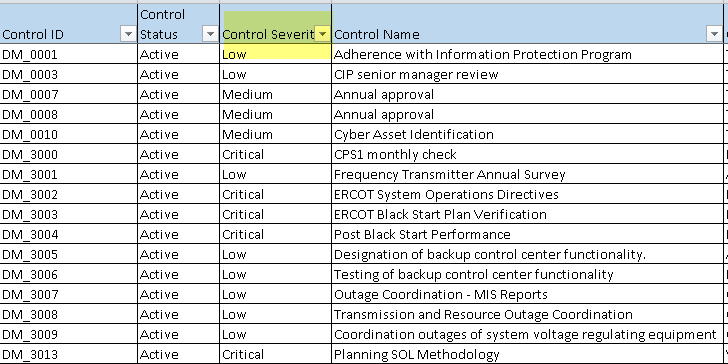 Control
Control ID Status Control Severit Control Name
DM_0001 Active Low Adherence with Information Protection Program
DM_0003 Active Low CIP senior manager review
DM_0007 Active Medium Annual approval
DM_0008 Active Medium Annual approval
DM_0010 Active Medium Cyber Asset Identification
DM_3000 Active Critical CPS1 monthly check
DM_3001 Active Low Frequency Transmitter Annual Survey
DM_3002 Active Critical ERCOT System Operations Directives
DM_3003 Active Critical ERCOT Black Start Plan Verification
DM_3004 Active Critical Post Black Start Performance
DM_3005 Active Low Designation of backup control center functionality.
DM_3006 Active Low Testing of backup control center functionality
DM_3007 Active Low Outage Coordination - MIS Reports
DM_3008 Active Low Transmission and Resource Outage Coordination
DM_3009 Active Low Coordination outages of system voltage regulating equipment
DM_3013 Active Critical Planning SOL Methodology